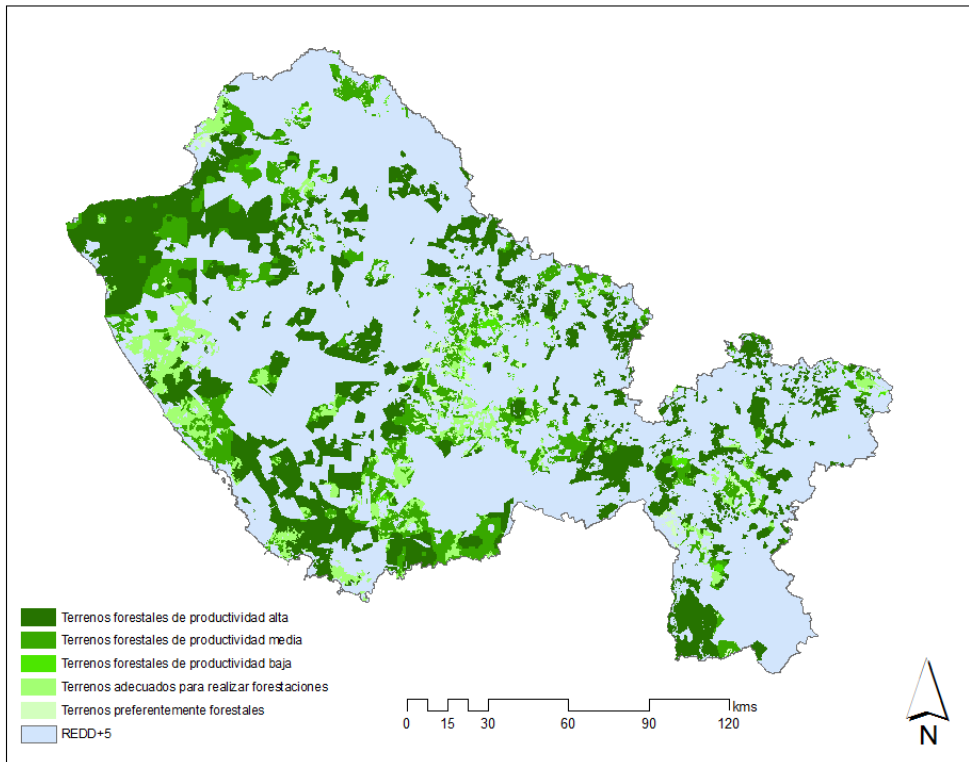 Terrenos forestales de productividad alta
Terrenos forestales de productividad media
Terrenos forestales de productividad baja
Terrenos adecuados para realizar forestaciones
Terrenos preferentemente forestales
REDD+5
kms
0 15 30 60 90 120
N